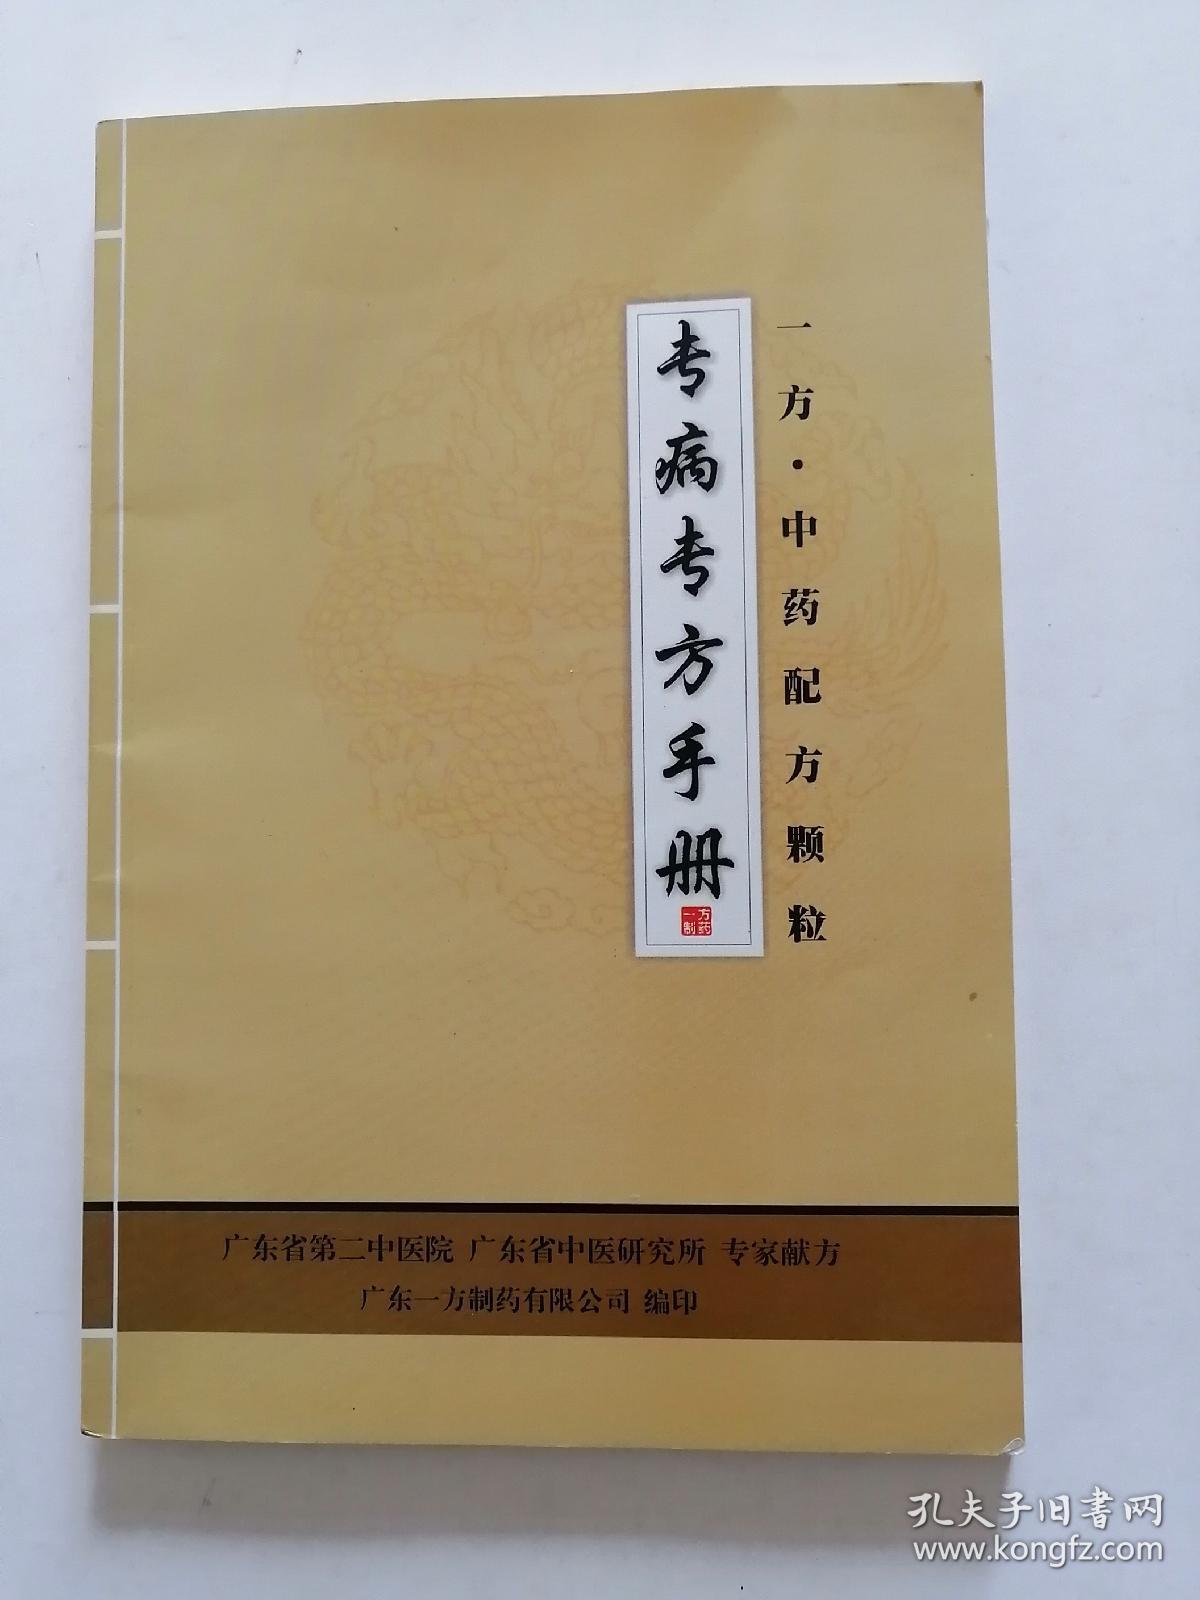 一方·中药配方颗粒
专病专方手册
一方制药
广东省第二中医院 广东省中医研究所 专家献方
广东一方制药有限公司 编印
孔夫子旧书网
www.kongfz.com